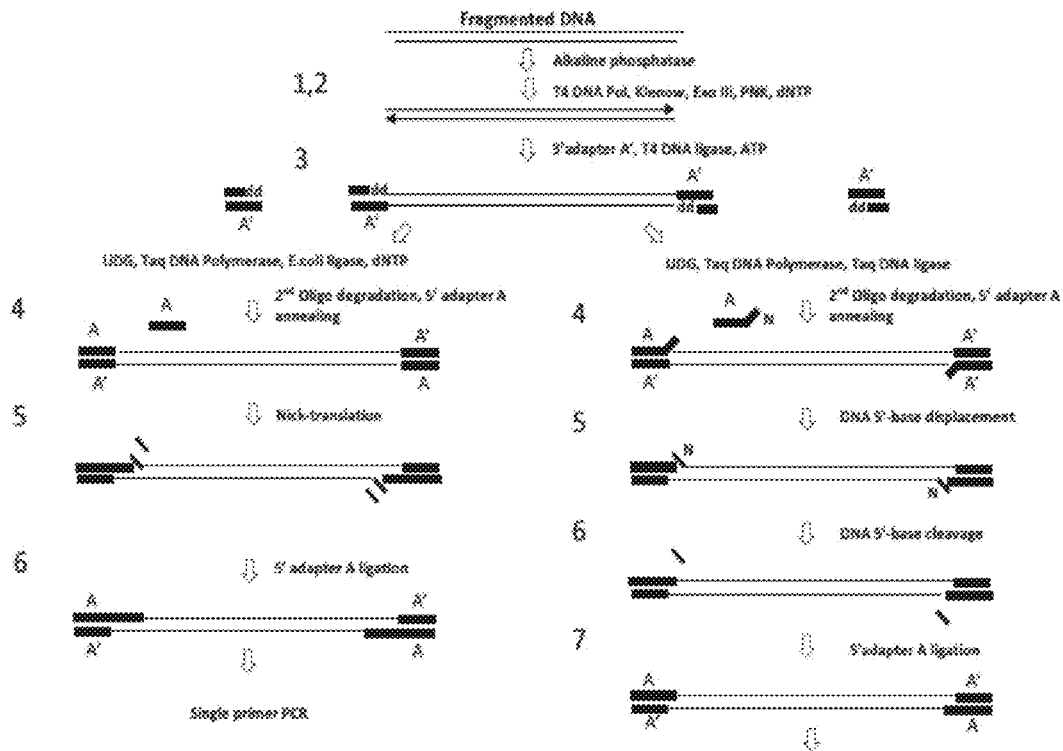 Fragmented DNA
Alkaline phosphatase
1,2
T4 DNA Pol, Klenow, Exo III, PNK, dNTP
3
5'adapter A', T4 DNA ligase, ATP
dd
dd
A'
A'
A'
A'
dd
dd
UDG, Taq DNA Polymerase, E.coli ligase, dNTP
4
2nd Oligo degradation, 5' adapter A
annealing
A
A
A'
A'
A
5
Nick-translation
6
5' adapter A ligation
A
A'
A'
A
Single primer PCR
UDG, Taq DNA Polymerase, Taq DNA ligase
4
2nd Oligo degradation, 5' adapter A
annealing
A
N
A
A'
A'
A'
5
DNA 5'-base displacement
N
N
6
DNA 5'-base cleavage
7
5'adapter A ligation
A
A'
A'
A